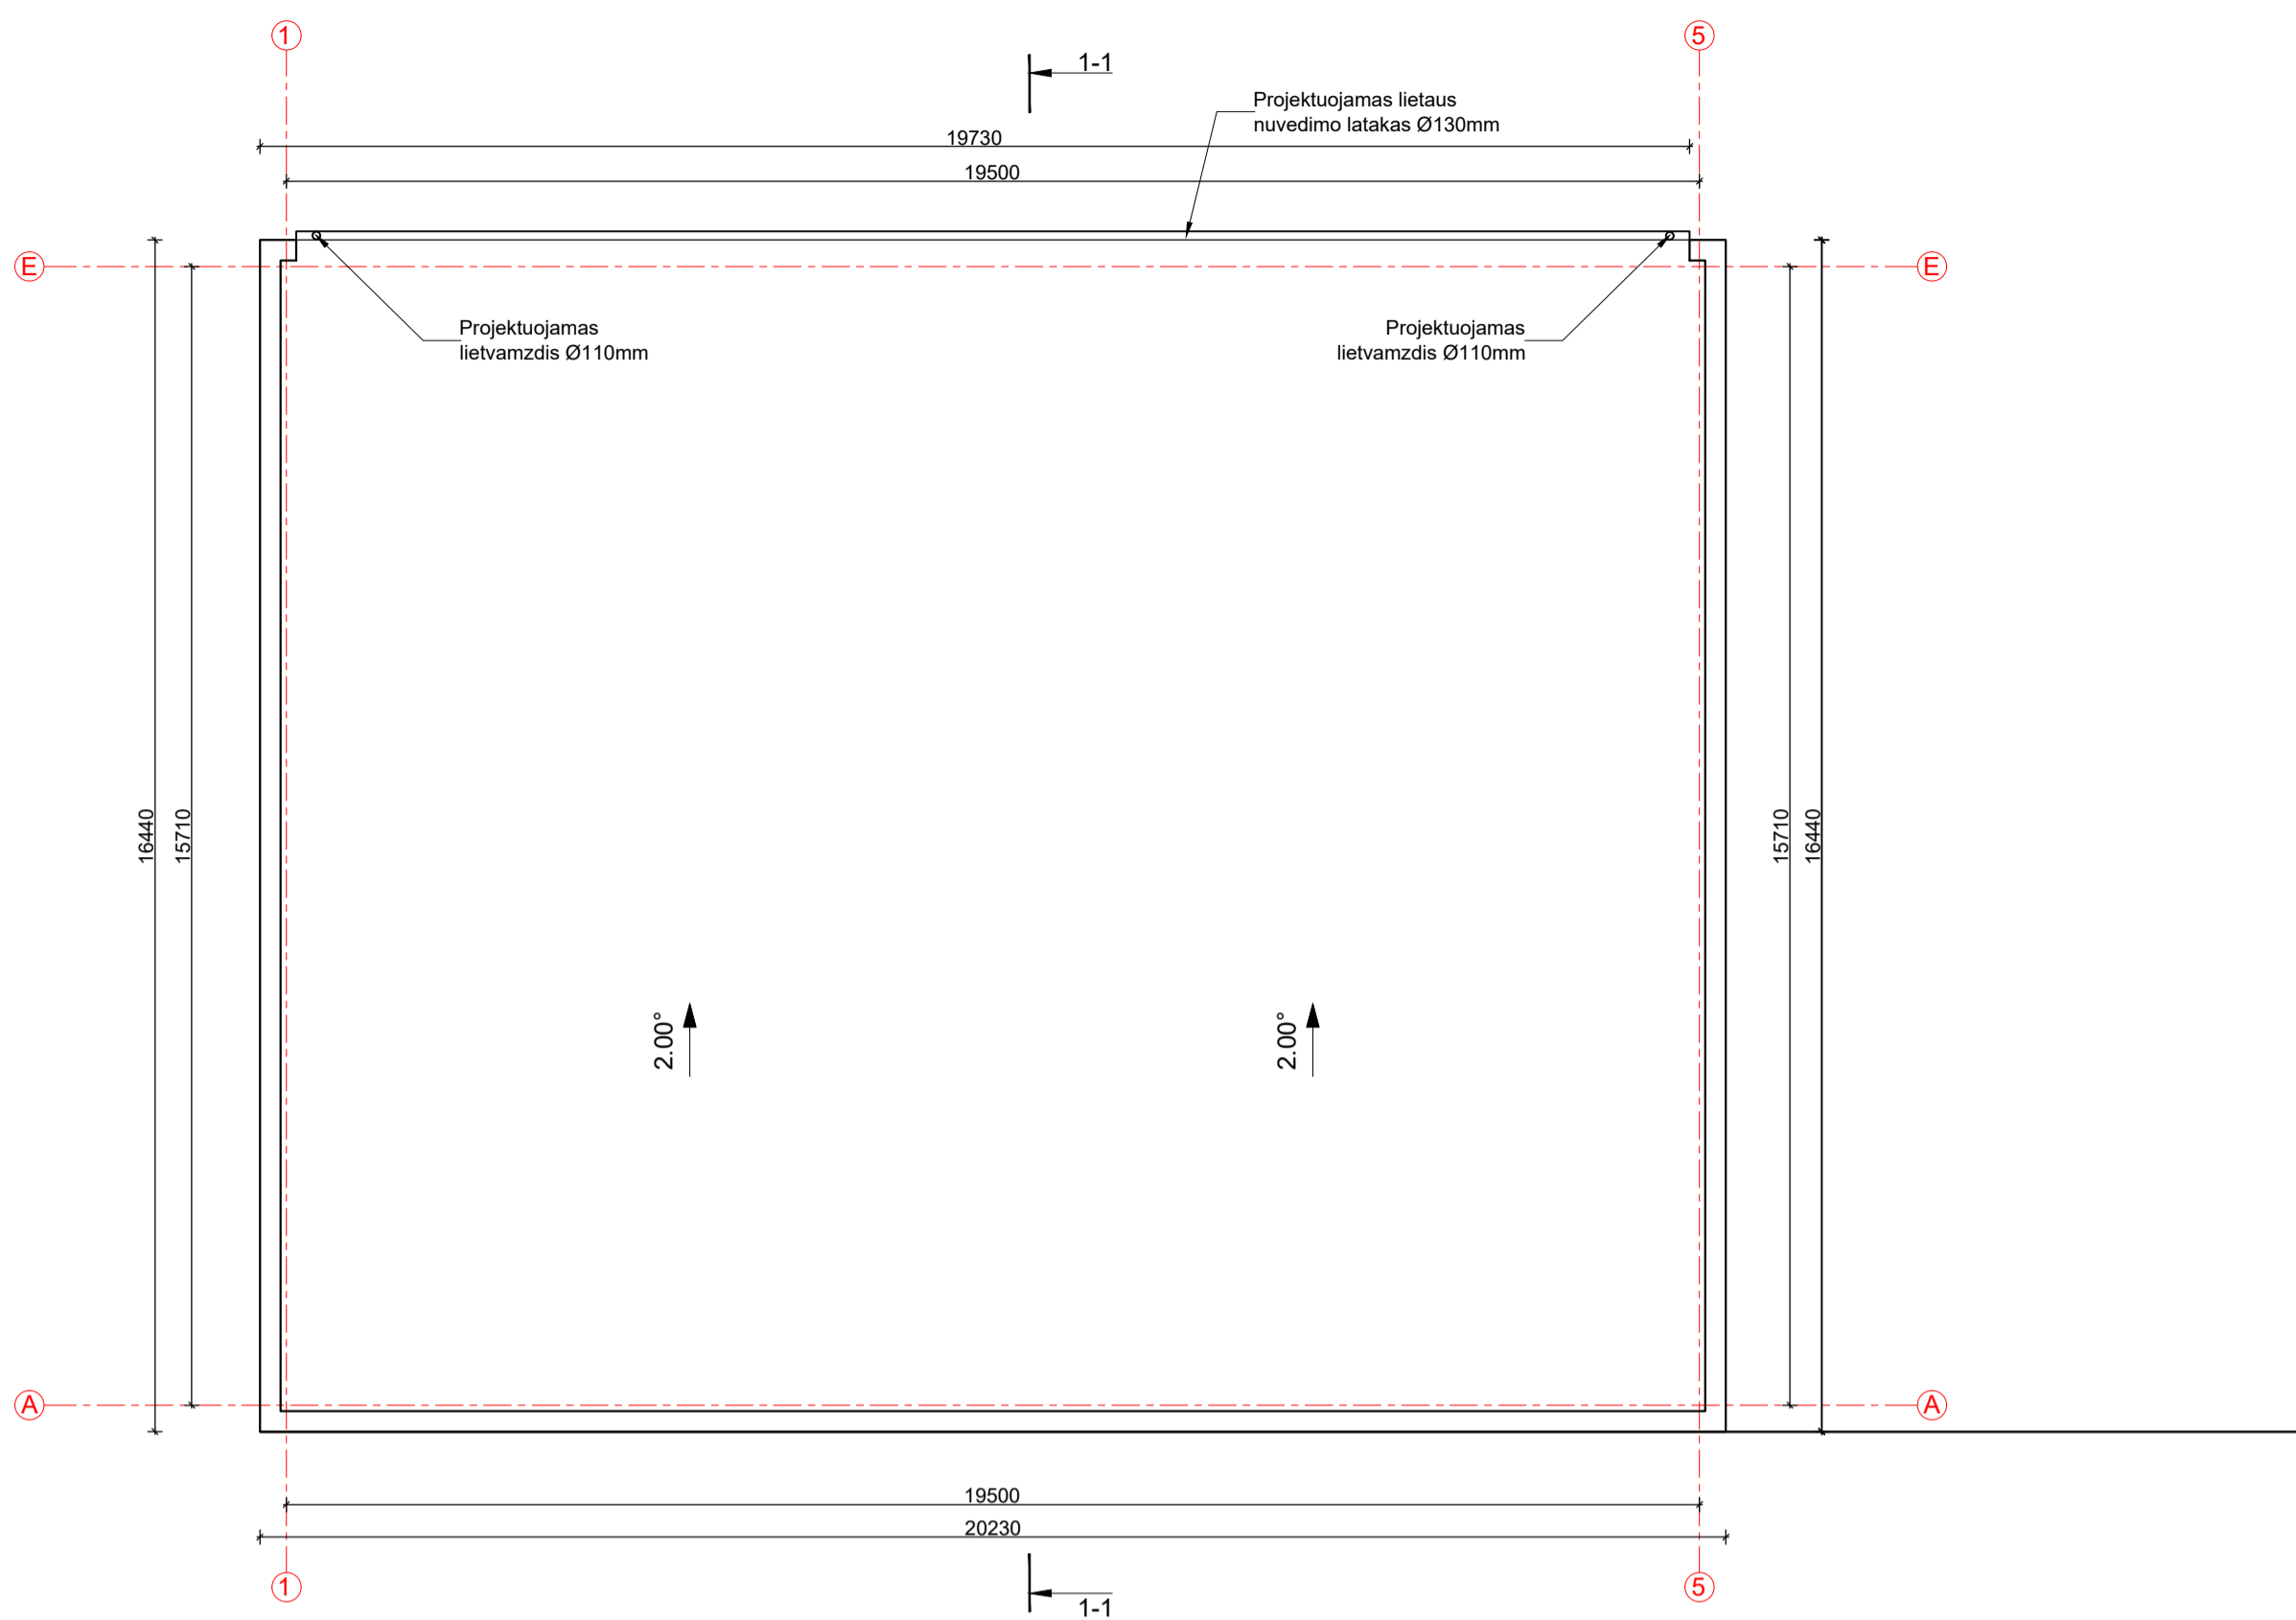 1
5
1-1
Projektuojamas lietaus
nuvedimo latakas Ø130mm
19730
19500
E
E
Projektuojamas
lietvamzdis Ø110mm
Projektuojamas
lietvamzdis Ø110mm
16440
15710
15710
16440
2.00°
2.00°
A
A
19500
20230
1
5
1-1